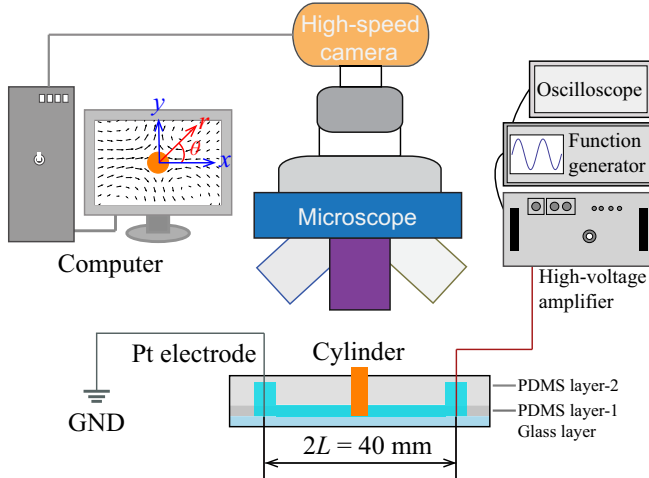 High-speed
camera
Oscilloscope
Function
generator
y
r
θ
x
Microscope
Computer
High-voltage
amplifier
Pt electrode
Cylinder
PDMS layer-2
GND
PDMS layer-1
Glass layer
2L = 40 mm